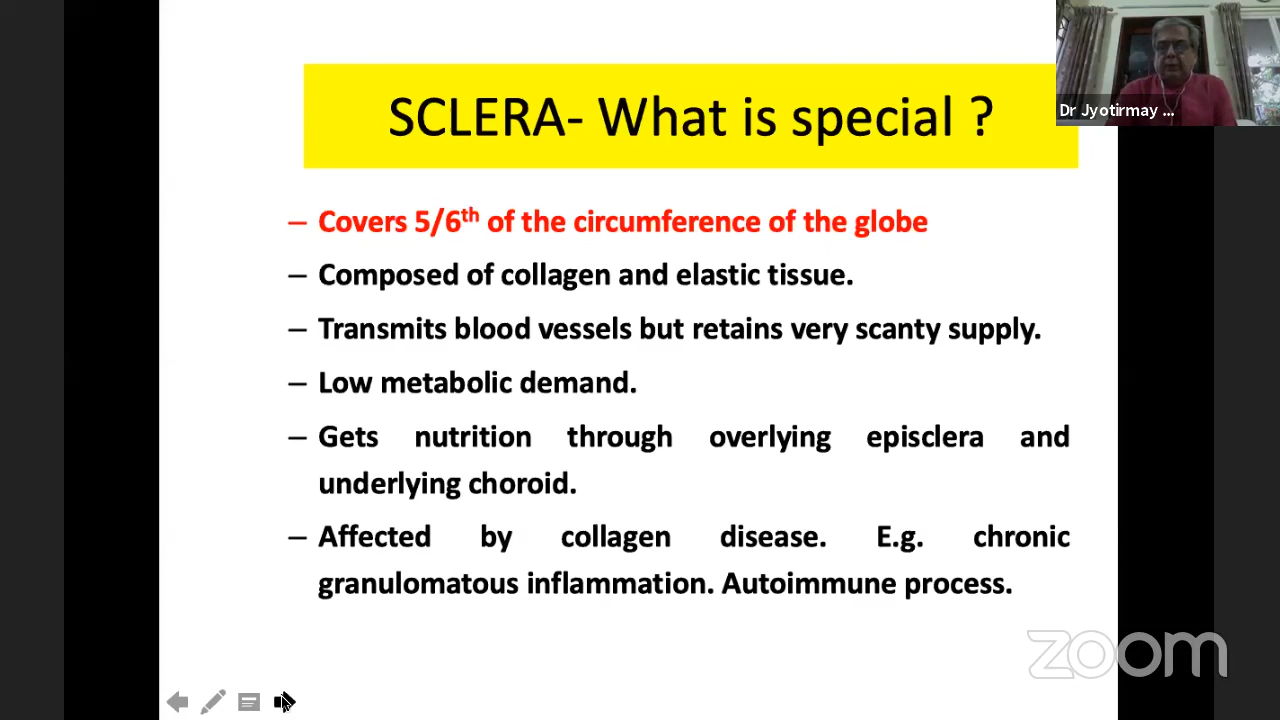 SCLERA- What is special ?
Dr Jyotirmay ...
– Covers 5/6th of the circumference of the globe
– Composed of collagen and elastic tissue.
– Transmits blood vessels but retains very scanty supply.
– Low metabolic demand.
– Gets nutrition through overlying episclera and
underlying choroid.
– Affected by collagen disease. E.g. chronic
granulomatous inflammation. Autoimmune process.
zoom